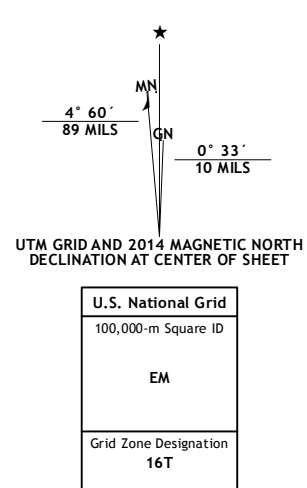 ★
MN
4° 60´
89 MILS
GN
0° 33´
10 MILS
UTM GRID AND 2014 MAGNETIC NORTH
DECLINATION AT CENTER OF SHEET
U.S. National Grid
100,000-m Square ID
EM
Grid Zone Designation
16T